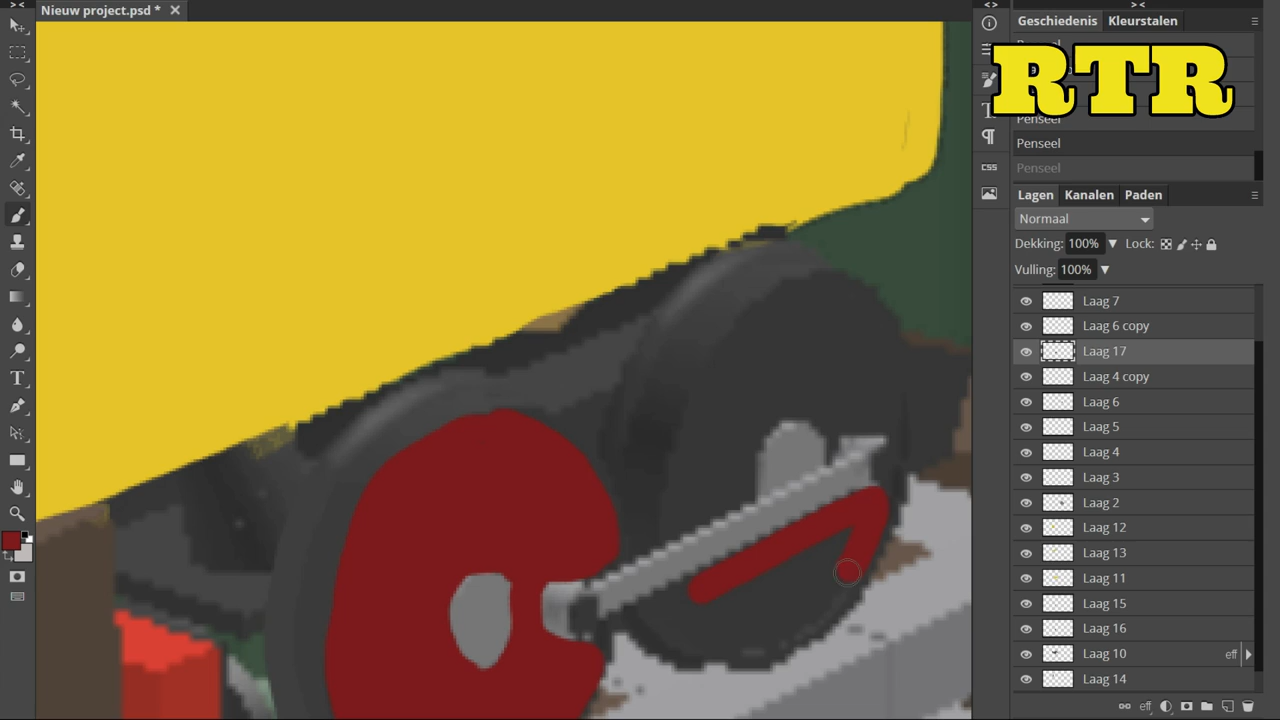 Nieuw project.psd *
Geschiedenis
Kleurstalen
RTR
Penseel
Penseel
Penseel
CSS
Lagen
Kanalen
Paden
Normaal
Dekking: 100%
Lock:
Vulling: 100%
Laag 7
Laag 6 copy
Laag 17
Laag 4 copy
Laag 6
Laag 5
Laag 4
Laag 3
Laag 2
Laag 12
Laag 13
Laag 11
Laag 15
Laag 16
Laag 10
eff
Laag 14
eff